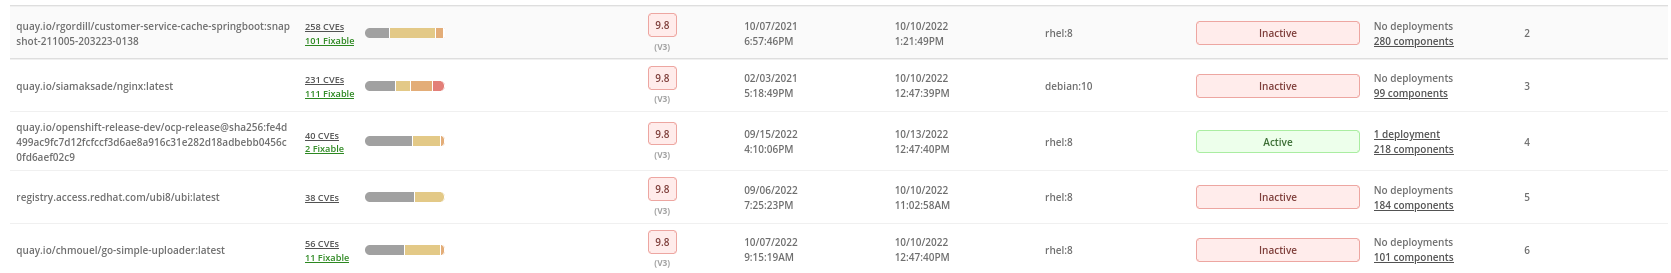 quay.io/rgordill/customer-service-cache-springboot:snap
shot-211005-203223-0138
258 CVEs
101 Fixable
9.8
(V3)
10/07/2021
6:57:46PM
10/10/2022
1:21:49PM
rhel:8
Inactive
No deployments
280 components
2
quay.io/siamaksade/nginx:latest
231 CVEs
111 Fixable
9.8
(V3)
02/03/2021
5:18:49PM
10/10/2022
12:47:39PM
debian:10
Inactive
No deployments
99 components
3
quay.io/openshift-release-dev/ocp-release@sha256:fe4d
499ac9fc7d12fcfccf3d6ae8a916c31e282d18adbebb0456c
0fd6aef02c9
40 CVEs
2 Fixable
9.8
(V3)
09/15/2022
4:10:06PM
10/13/2022
12:47:40PM
rhel:8
Active
1 deployment
218 components
4
registry.access.redhat.com/ubi8/ubi:latest
38 CVEs
9.8
(V3)
09/06/2022
7:25:23PM
10/10/2022
11:02:58AM
rhel:8
Inactive
No deployments
184 components
5
quay.io/chmouel/go-simple-uploader:latest
56 CVEs
11 Fixable
9.8
(V3)
10/07/2022
9:15:19AM
10/10/2022
12:47:40PM
rhel:8
Inactive
No deployments
101 components
6